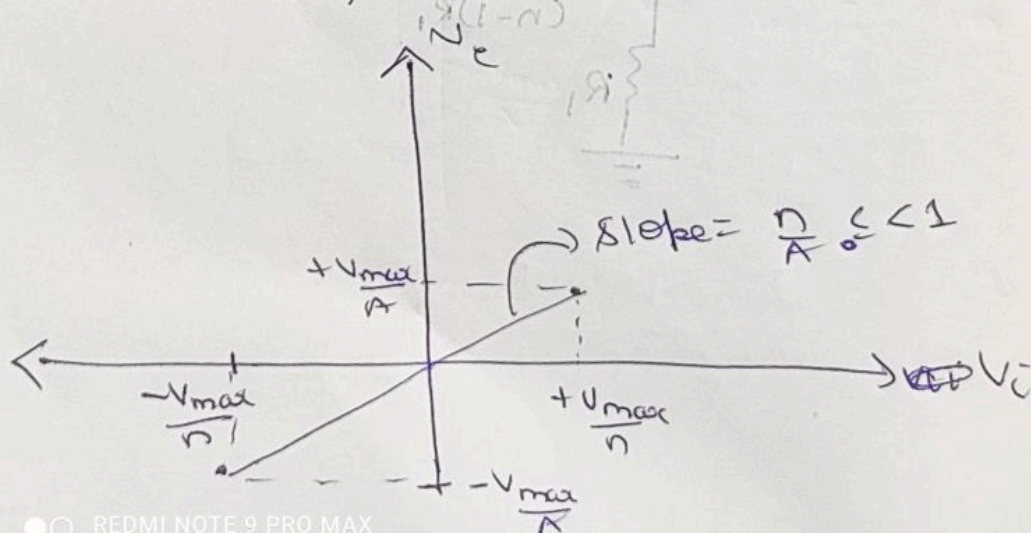 Ve
Slope = n/A << 1
+Vmax/A
Vi
-Vmax/n
+Vmax/n
-Vmax/A
REDMI NOTE 9 PRO MAX